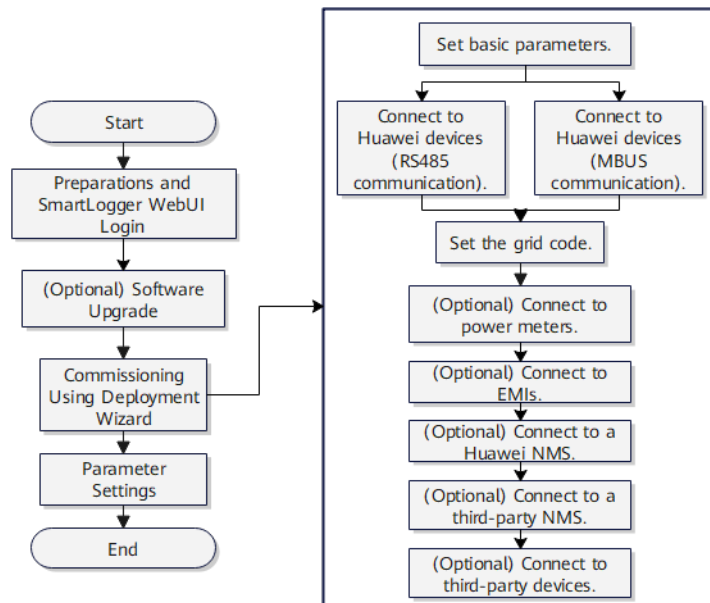 Start
Preparations and
SmartLogger WebUI
Login
(Optional) Software
Upgrade
Commissioning
Using Deployment
Wizard
Parameter
Settings
End
Set basic parameters.
Connect to
Huawei devices
(RS485
communication).
Connect to
Huawei devices
(MBUS
communication).
Set the grid code.
(Optional) Connect to
power meters.
(Optional) Connect to
EMIs.
(Optional) Connect to a
Huawei NMS.
(Optional) Connect to a
third-party NMS.
(Optional) Connect to
third-party devices.